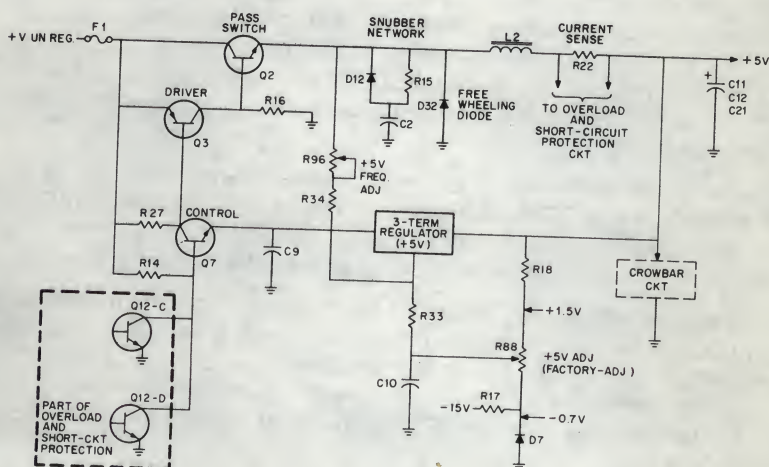 PASS
SWITCH
SNUBBER
NETWORK
CURRENT
SENSE
+V UN REG.
F1
L2
R22
+5V
Q2
D12
R15
FREE
WHEELING
DIODE
D32
C2
TO OVERLOAD
AND
SHORT-CIRCUIT
PROTECTION
CKT
+
C11
C12
C21
DRIVER
R16
Q3
R96
+5V
FREQ.
ADJ
R34
R27
CONTROL
Q7
R14
C9
3-TERM
REGULATOR
(+5V)
R18
CROWBAR
CKT
+1.5V
R33
R88
+5V ADJ
(FACTORY-ADJ)
C10
R17
-15V
-0.7V
D7
Q12-C
Q12-D
PART OF
OVERLOAD
AND
SHORT-CKT
PROTECTION